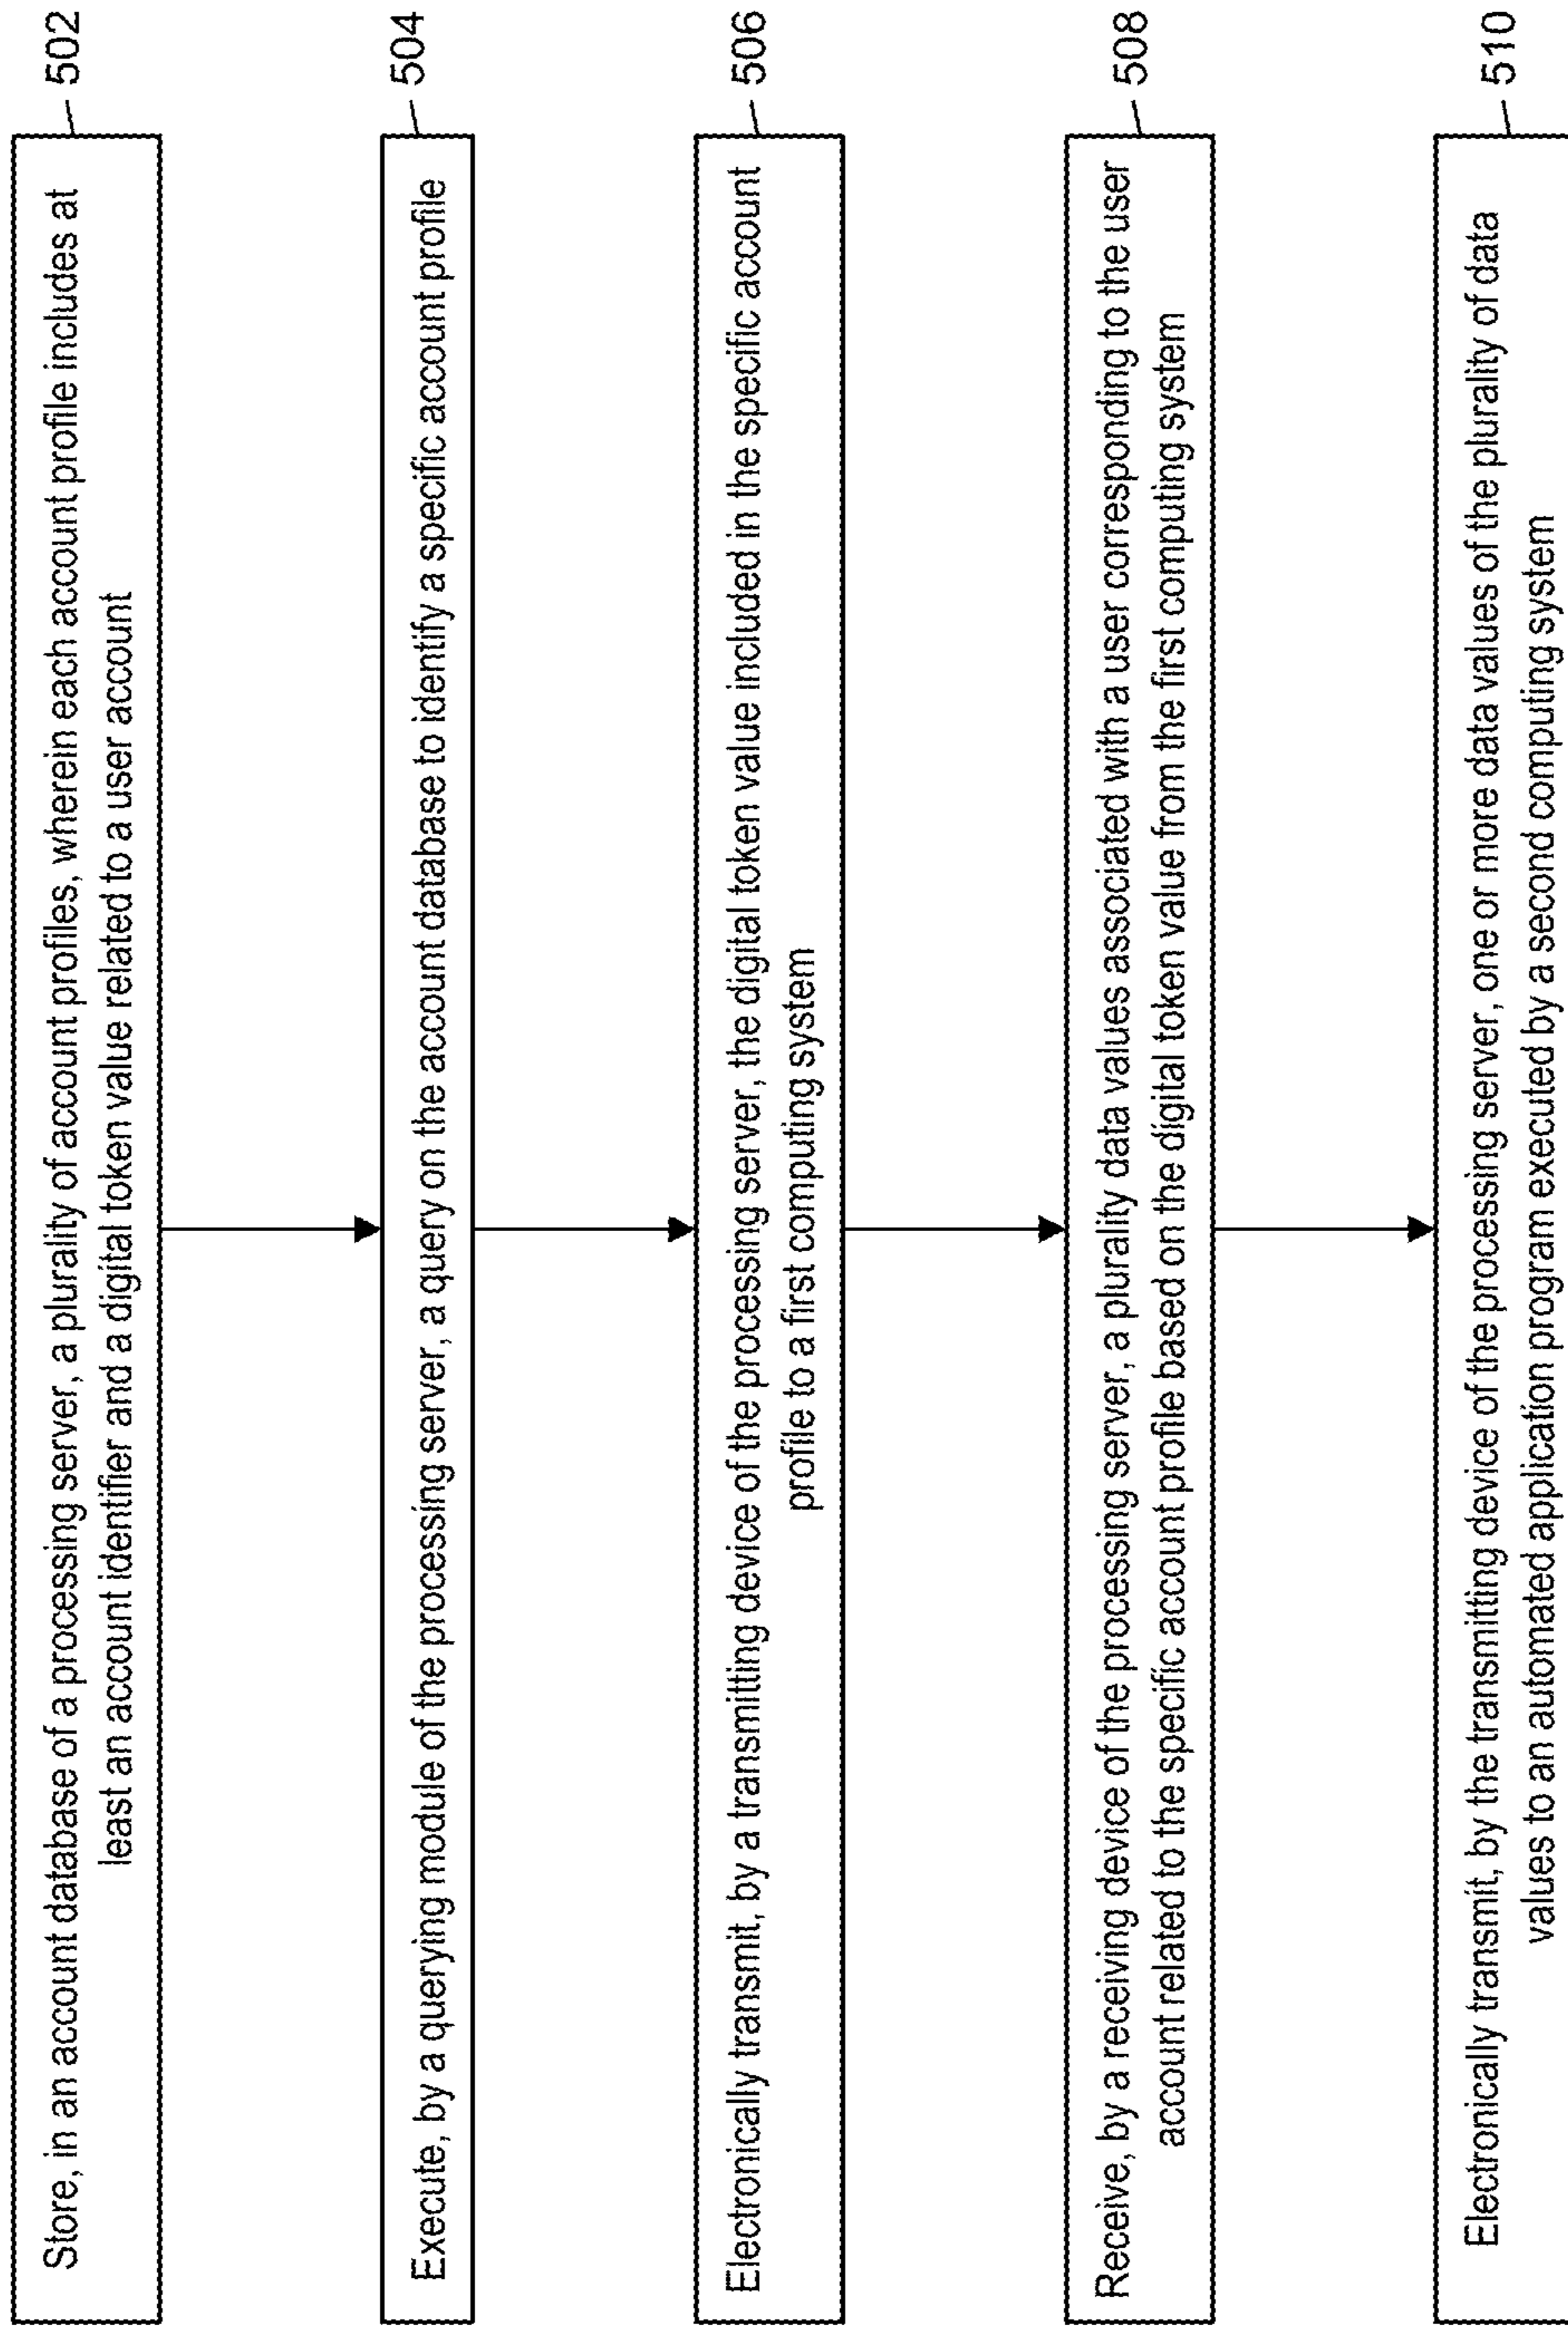 Store, in an account database of a processing server, a plurality of account profiles, wherein each account profile includes at
least an account identifier and a digital token value related to a user account
502
Execute, by a querying module of the processing server, a query on the account database to identify a specific account profile
504
Electronically transmit, by a transmitting device of the processing server, the digital token value included in the specific account
profile to a first computing system
506
Receive, by a receiving device of the processing server, a plurality data values associated with a user corresponding to the user
account related to the specific account profile based on the digital token value from the first computing system
508
Electronically transmit, by the transmitting device of the processing server, one or more data values of the plurality of data
values to an automated application program executed by a second computing system
510